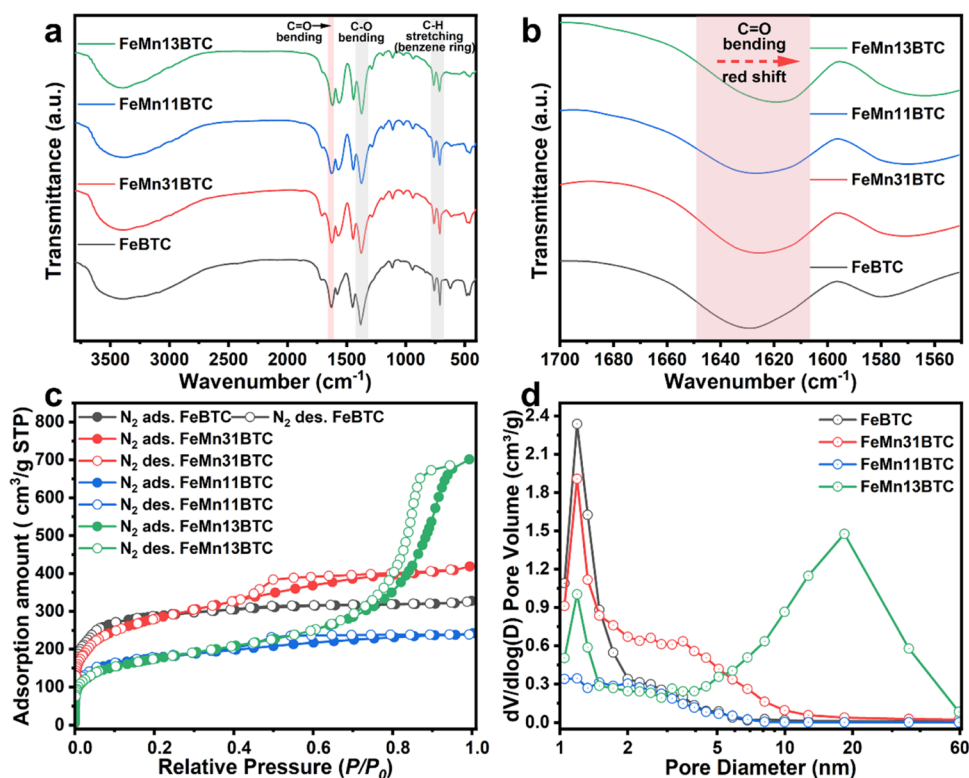 a
C=O
bending
C-O
bending
C-H
stretching
(benzene ring)
FeMn13BTC
FeMn11BTC
FeMn31BTC
FeBTC
Transmittance (a.u.)
3500 3000 2500 2000 1500 1000 500
Wavenumber (cm⁻¹)
b
C=O
bending
red shift
FeMn13BTC
FeMn11BTC
FeMn31BTC
FeBTC
Transmittance (a.u.)
1700 1680 1660 1640 1620 1600 1580 1560
Wavenumber (cm⁻¹)
c
N₂ ads. FeBTC N₂ des. FeBTC
N₂ ads. FeMn31BTC
N₂ des. FeMn31BTC
N₂ ads. FeMn11BTC
N₂ des. FeMn11BTC
N₂ ads. FeMn13BTC
N₂ des. FeMn13BTC
Adsorption amount ( cm³/g STP)
800
700
600
500
400
300
200
100
0
0.0 0.2 0.4 0.6 0.8 1.0
Relative Pressure (P/P₀)
d
FeBTC
FeMn31BTC
FeMn11BTC
FeMn13BTC
dV/dlog(D) Pore Volume (cm³/g)
2.4
2.1
1.8
1.5
1.2
0.9
0.6
0.3
0.0
1 2 5 10 20 60
Pore Diameter (nm)